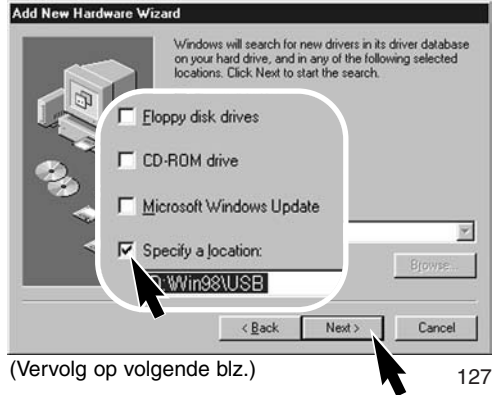 Add New Hardware Wizard
Windows will search for new drivers in its driver database
on your hard drive, and in any of the following selected
locations. Click Next to start the search.
Floppy disk drives
CD-ROM drive
Microsoft Windows Update
Specify a location:
:\Win98\USB
Browse...
< Back
Next >
Cancel
(Vervolg op volgende blz.)
127